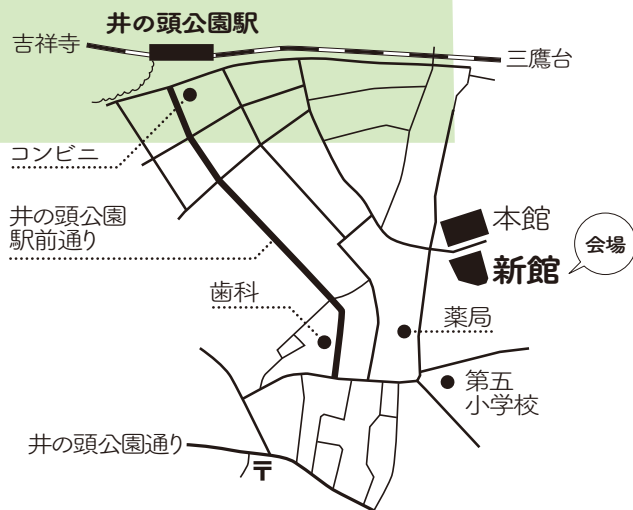 井の頭公園駅
吉祥寺
三鷹台
コンビニ
井の頭公園
駅前通り
本館
新館
会場
歯科
薬局
第五
小学校
井の頭公園通り
〒